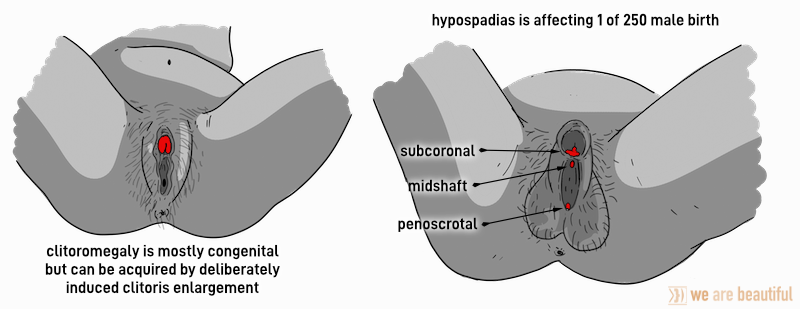 hypospadias is affecting 1 of 250 male birth
subcoronal
midshaft
penoscrotal
clitoromegaly is mostly congenital
but can be acquired by deliberately
induced clitoris enlargement
we are beautiful